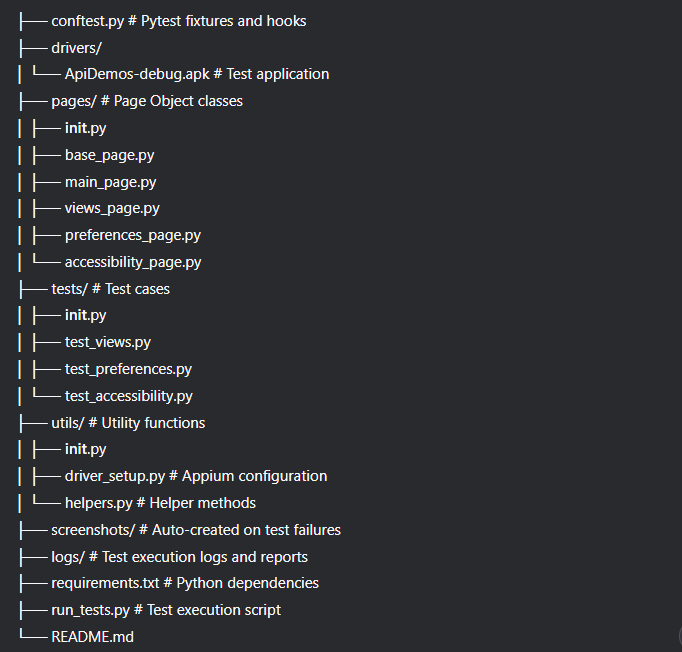 ├── conftest.py # Pytest fixtures and hooks
├── drivers/
│ └── ApiDemos-debug.apk # Test application
├── pages/ # Page Object classes
│ ├── init.py
│ ├── base_page.py
│ ├── main_page.py
│ ├── views_page.py
│ ├── preferences_page.py
│ └── accessibility_page.py
├── tests/ # Test cases
│ ├── init.py
│ ├── test_views.py
│ ├── test_preferences.py
│ └── test_accessibility.py
├── utils/ # Utility functions
│ ├── init.py
│ ├── driver_setup.py # Appium configuration
│ └── helpers.py # Helper methods
├── screenshots/ # Auto-created on test failures
├── logs/ # Test execution logs and reports
├── requirements.txt # Python dependencies
├── run_tests.py # Test execution script
└── README.md